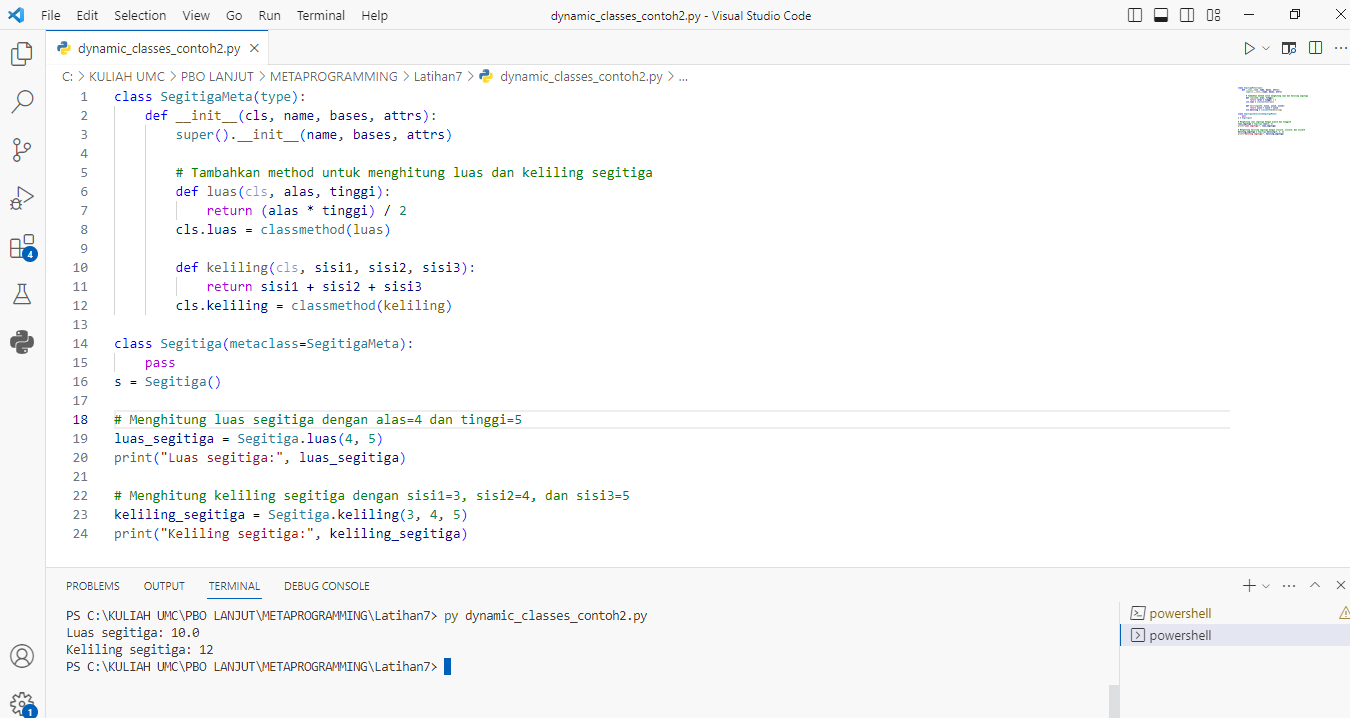 File Edit Selection View Go Run Terminal Help dynamic_classes_contoh2.py - Visual Studio Code
dynamic_classes_contoh2.py
C: > KULIAH UMC > PBO LANJUT > METAPROGRAMMING > Latihan7 > dynamic_classes_contoh2.py > ...
1 class SegitigaMeta(type):
2     def __init__(cls, name, bases, attrs):
3         super().__init__(name, bases, attrs)
4
5         # Tambahkan method untuk menghitung luas dan keliling segitiga
6         def luas(cls, alas, tinggi):
7             return (alas * tinggi) / 2
8         cls.luas = classmethod(luas)
9
10         def keliling(cls, sisi1, sisi2, sisi3):
11             return sisi1 + sisi2 + sisi3
12         cls.keliling = classmethod(keliling)
13
14 class Segitiga(metaclass=SegitigaMeta):
15     pass
16 s = Segitiga()
17
18 # Menghitung luas segitiga dengan alas=4 dan tinggi=5
19 luas_segitiga = Segitiga.luas(4, 5)
20 print("Luas segitiga:", luas_segitiga)
21
22 # Menghitung keliling segitiga dengan sisi1=3, sisi2=4, dan sisi3=5
23 keliling_segitiga = Segitiga.keliling(3, 4, 5)
24 print("Keliling segitiga:", keliling_segitiga)
4
1
PROBLEMS OUTPUT TERMINAL DEBUG CONSOLE
PS C:\KULIAH UMC\PBO LANJUT\METAPROGRAMMING\Latihan7> py dynamic_classes_contoh2.py
Luas segitiga: 10.0
Keliling segitiga: 12
PS C:\KULIAH UMC\PBO LANJUT\METAPROGRAMMING\Latihan7>
powershell
powershell